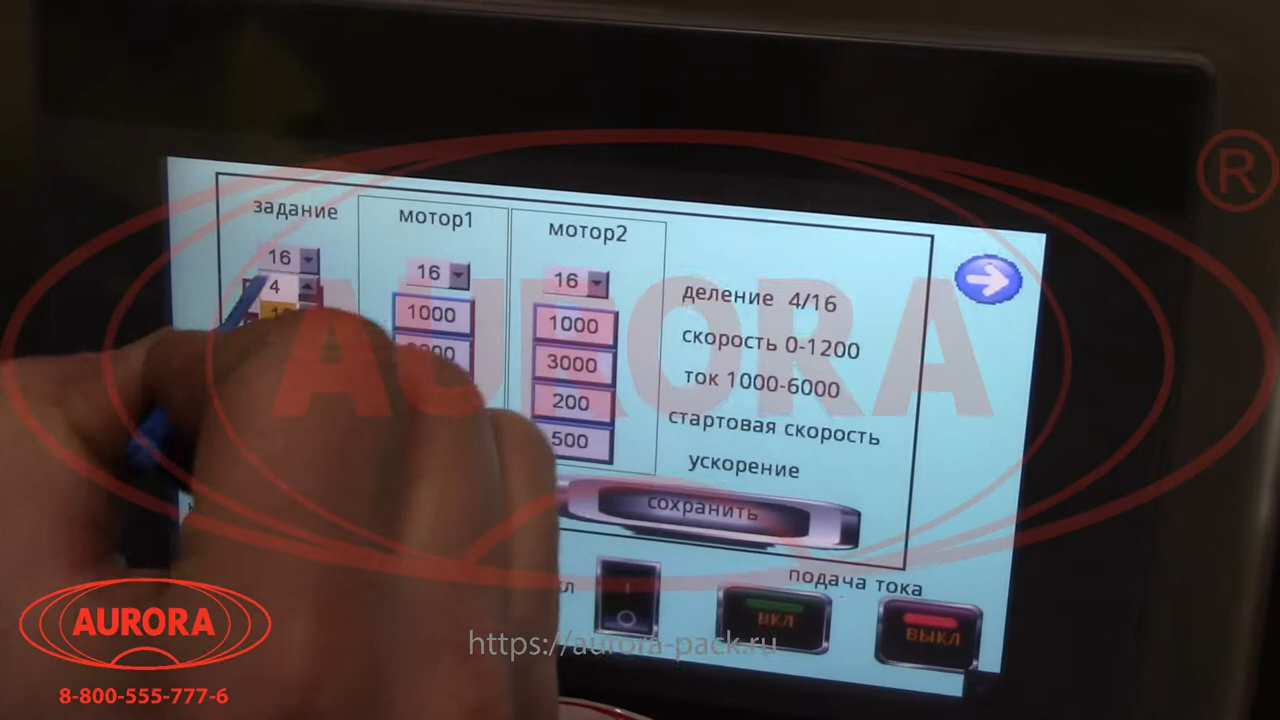 задание
мотор1
мотор2
16
16
16
4
1000
1000
3000
200
500
деление 4/16
скорость 0-1200
ток 1000-6000
стартовая скорость
ускорение
сохранить
подача тока
ВКЛ
ВЫКЛ
AURORA
®
AURORA
8-800-555-777-6
https://aurora-pack.ru